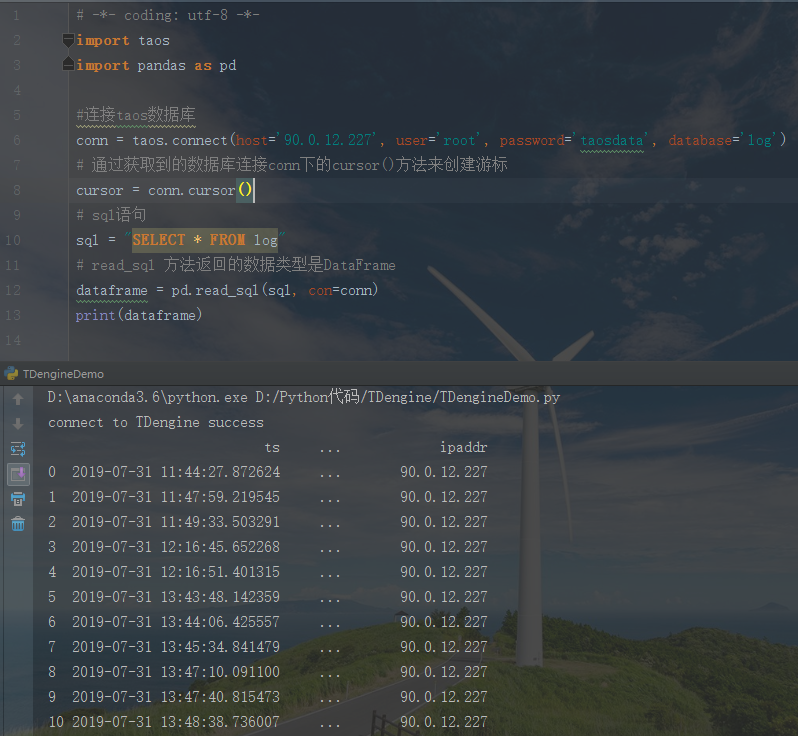 1 # -*- coding: utf-8 -*-
2 import taos
3 import pandas as pd
4
5 #连接taos数据库
6 conn = taos.connect(host='90.0.12.227', user='root', password='taosdata', database='log')
7 # 通过获取到的数据库连接conn下的cursor()方法来创建游标
8 cursor = conn.cursor()
9 # sql语句
10 sql = "SELECT * FROM log"
11 # read_sql 方法返回的数据类型是DataFrame
12 dataframe = pd.read_sql(sql, con=conn)
13 print(dataframe)
14
TDengineDemo
D:\anaconda3.6\python.exe D:/Python代码/TDengine/TDengineDemo.py
connect to TDengine success
ts ... ipaddr
0 2019-07-31 11:44:27.872624 ... 90.0.12.227
1 2019-07-31 11:47:59.219545 ... 90.0.12.227
2 2019-07-31 11:49:33.503291 ... 90.0.12.227
3 2019-07-31 12:16:45.652268 ... 90.0.12.227
4 2019-07-31 12:16:51.401315 ... 90.0.12.227
5 2019-07-31 13:43:48.142359 ... 90.0.12.227
6 2019-07-31 13:44:06.425557 ... 90.0.12.227
7 2019-07-31 13:45:34.841479 ... 90.0.12.227
8 2019-07-31 13:47:10.091100 ... 90.0.12.227
9 2019-07-31 13:47:40.815473 ... 90.0.12.227
10 2019-07-31 13:48:38.736007 ... 90.0.12.227